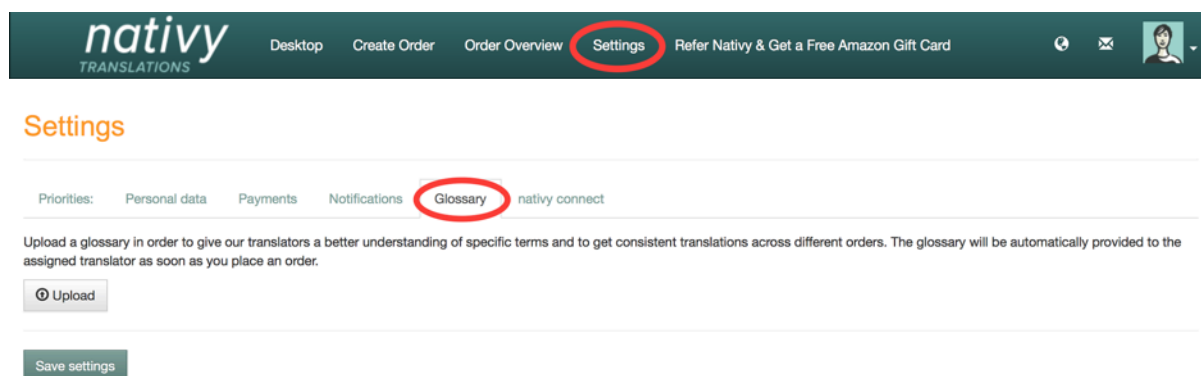 nativy
TRANSLATIONS
Desktop Create Order Order Overview Settings Refer Nativy & Get a Free Amazon Gift Card
Settings
Priorities: Personal data Payments Notifications Glossary nativy connect
Upload a glossary in order to give our translators a better understanding of specific terms and to get consistent translations across different orders. The glossary will be automatically provided to the
assigned translator as soon as you place an order.
Upload
Save settings